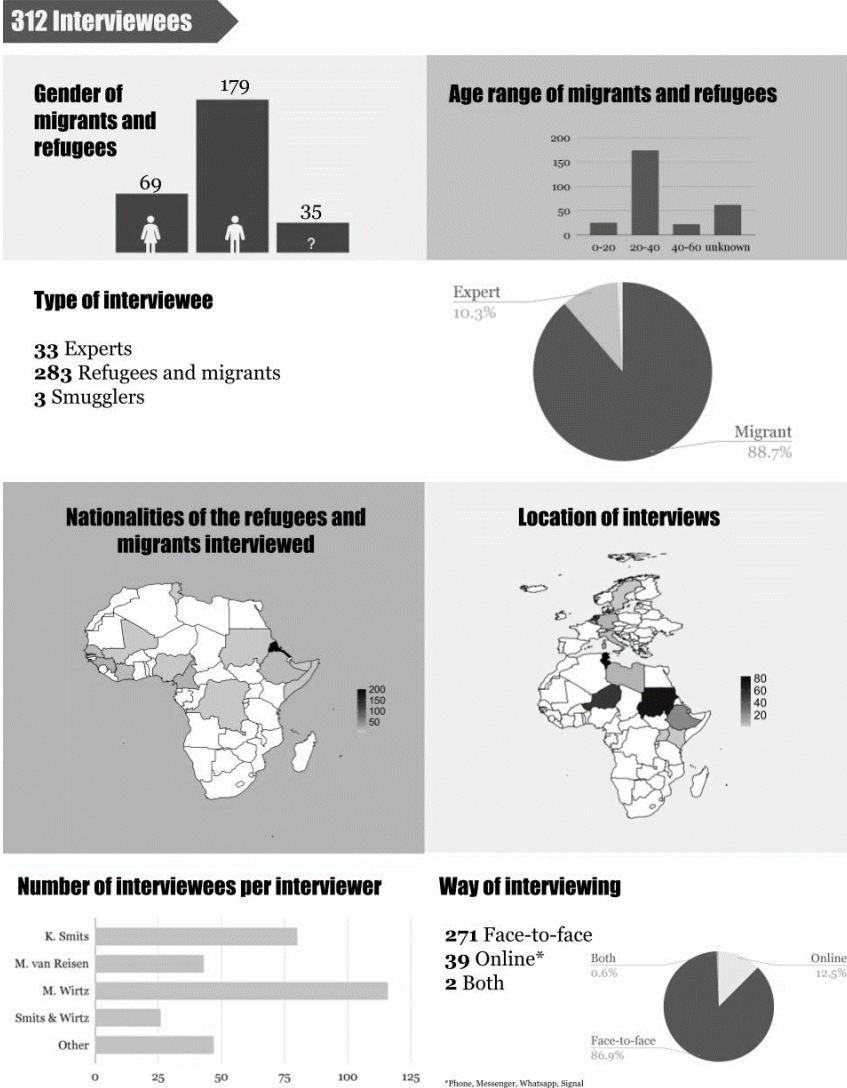 312 Interviewees
Gender of
migrants and
refugees
69
179
35
?
Age range of migrants and refugees
200
150
100
50
0
0-20 20-40 40-60 unknown
Type of interviewee
33 Experts
283 Refugees and migrants
3 Smugglers
Expert
10.3%
Migrant
88.7%
Nationalities of the refugees and
migrants interviewed
200
150
100
50
Location of interviews
80
60
40
20
Number of interviewees per interviewer
K. Smits
M. van Reisen
M. Wirtz
Smits & Wirtz
Other
0 25 50 75 100 125
Way of interviewing
271 Face-to-face
39 Online*
2 Both
Both
0.6%
Online
12.5%
Face-to-face
86.9%
*Phone, Messenger, Whatsapp, Signal